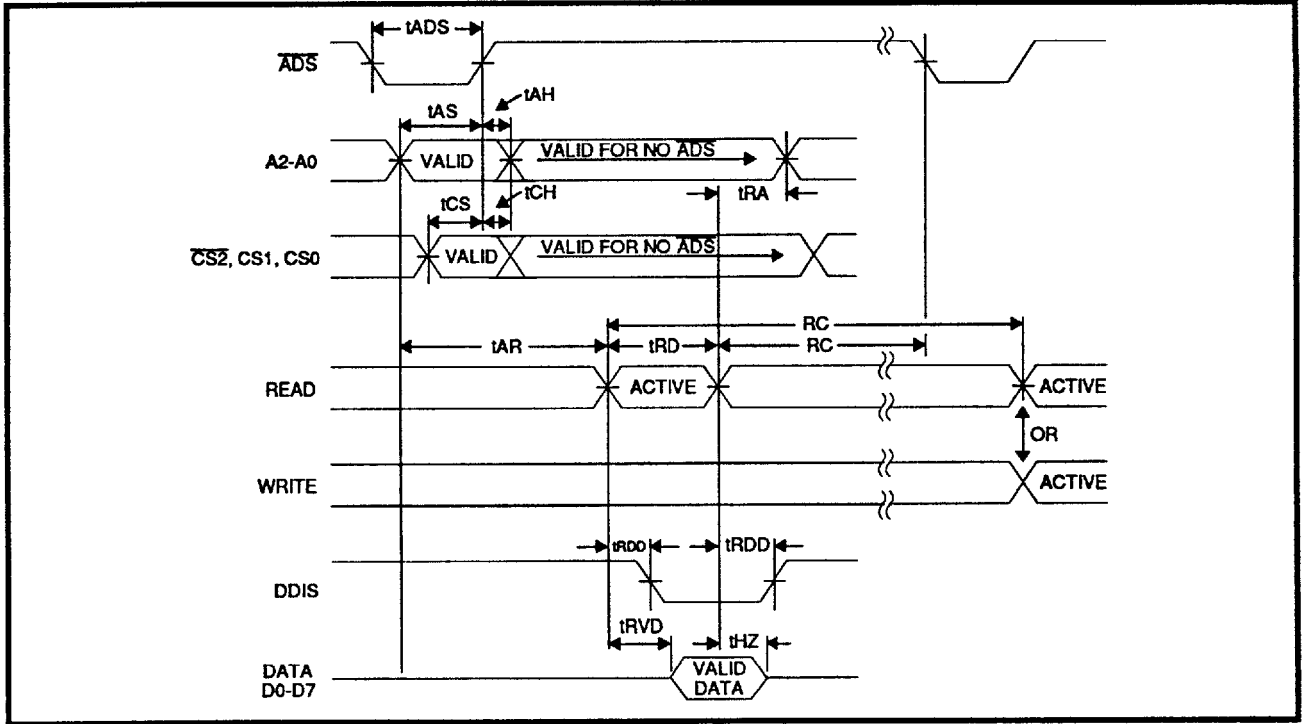 tADS
ADS
tAH
tAS
A2-A0
VALID
VALID FOR NO ADS
tRA
tCS
tCH
CS2, CS1, CS0
VALID
VALID FOR NO ADS
RC
tAR
tRD
RC
READ
ACTIVE
ACTIVE
OR
WRITE
ACTIVE
tRDD
tRDD
DDIS
tRVD
tHZ
DATA
D0-D7
VALID
DATA